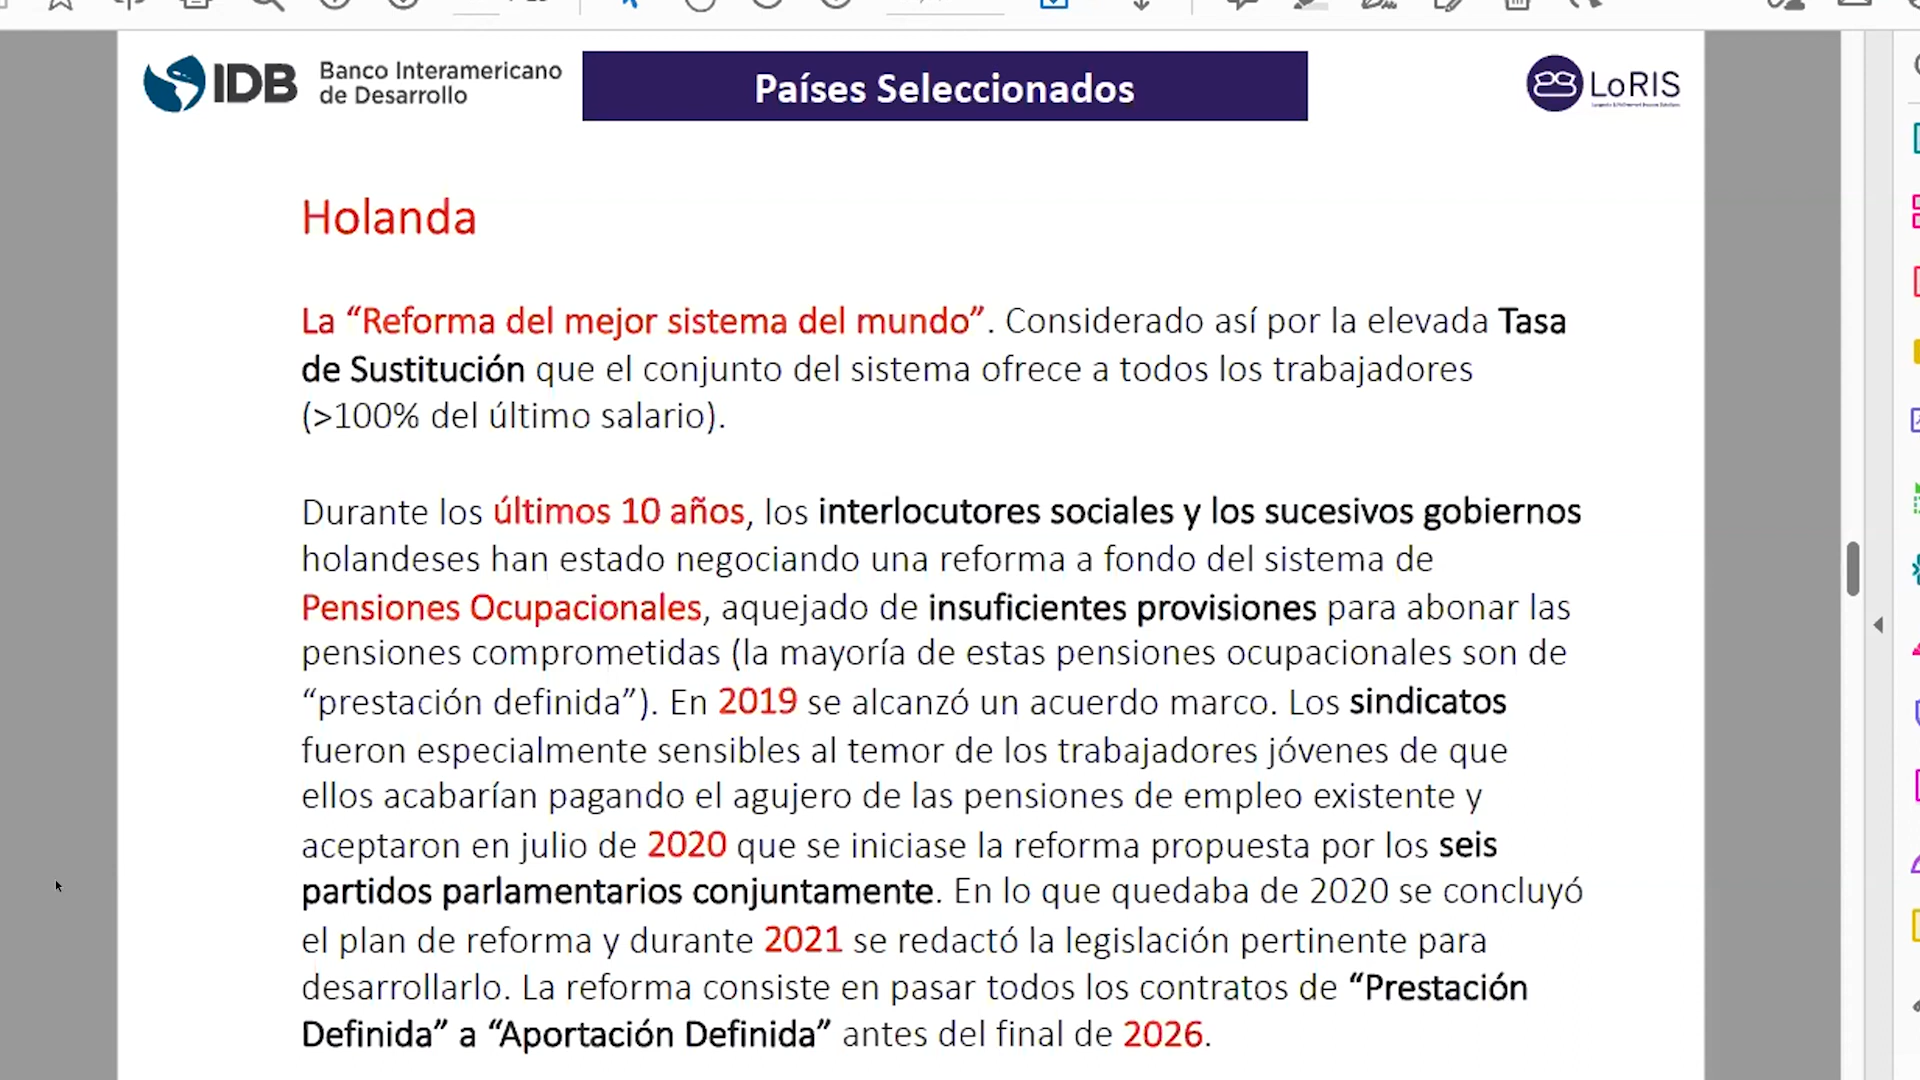 IDB
Banco Interamericano
de Desarrollo
Países Seleccionados
LoRIS
Holanda
La “Reforma del mejor sistema del mundo”. Considerado así por la elevada Tasa
de Sustitución que el conjunto del sistema ofrece a todos los trabajadores
(>100% del último salario).
Durante los últimos 10 años, los interlocutores sociales y los sucesivos gobiernos
holandeses han estado negociando una reforma a fondo del sistema de
Pensiones Ocupacionales, aquejado de insuficientes provisiones para abonar las
pensiones comprometidas (la mayoría de estas pensiones ocupacionales son de
“prestación definida”). En 2019 se alcanzó un acuerdo marco. Los sindicatos
fueron especialmente sensibles al temor de los trabajadores jóvenes de que
ellos acabarían pagando el agujero de las pensiones de empleo existente y
aceptaron en julio de 2020 que se iniciase la reforma propuesta por los seis
partidos parlamentarios conjuntamente. En lo que quedaba de 2020 se concluyó
el plan de reforma y durante 2021 se redactó la legislación pertinente para
desarrollarlo. La reforma consiste en pasar todos los contratos de “Prestación
Definida” a “Aportación Definida” antes del final de 2026.